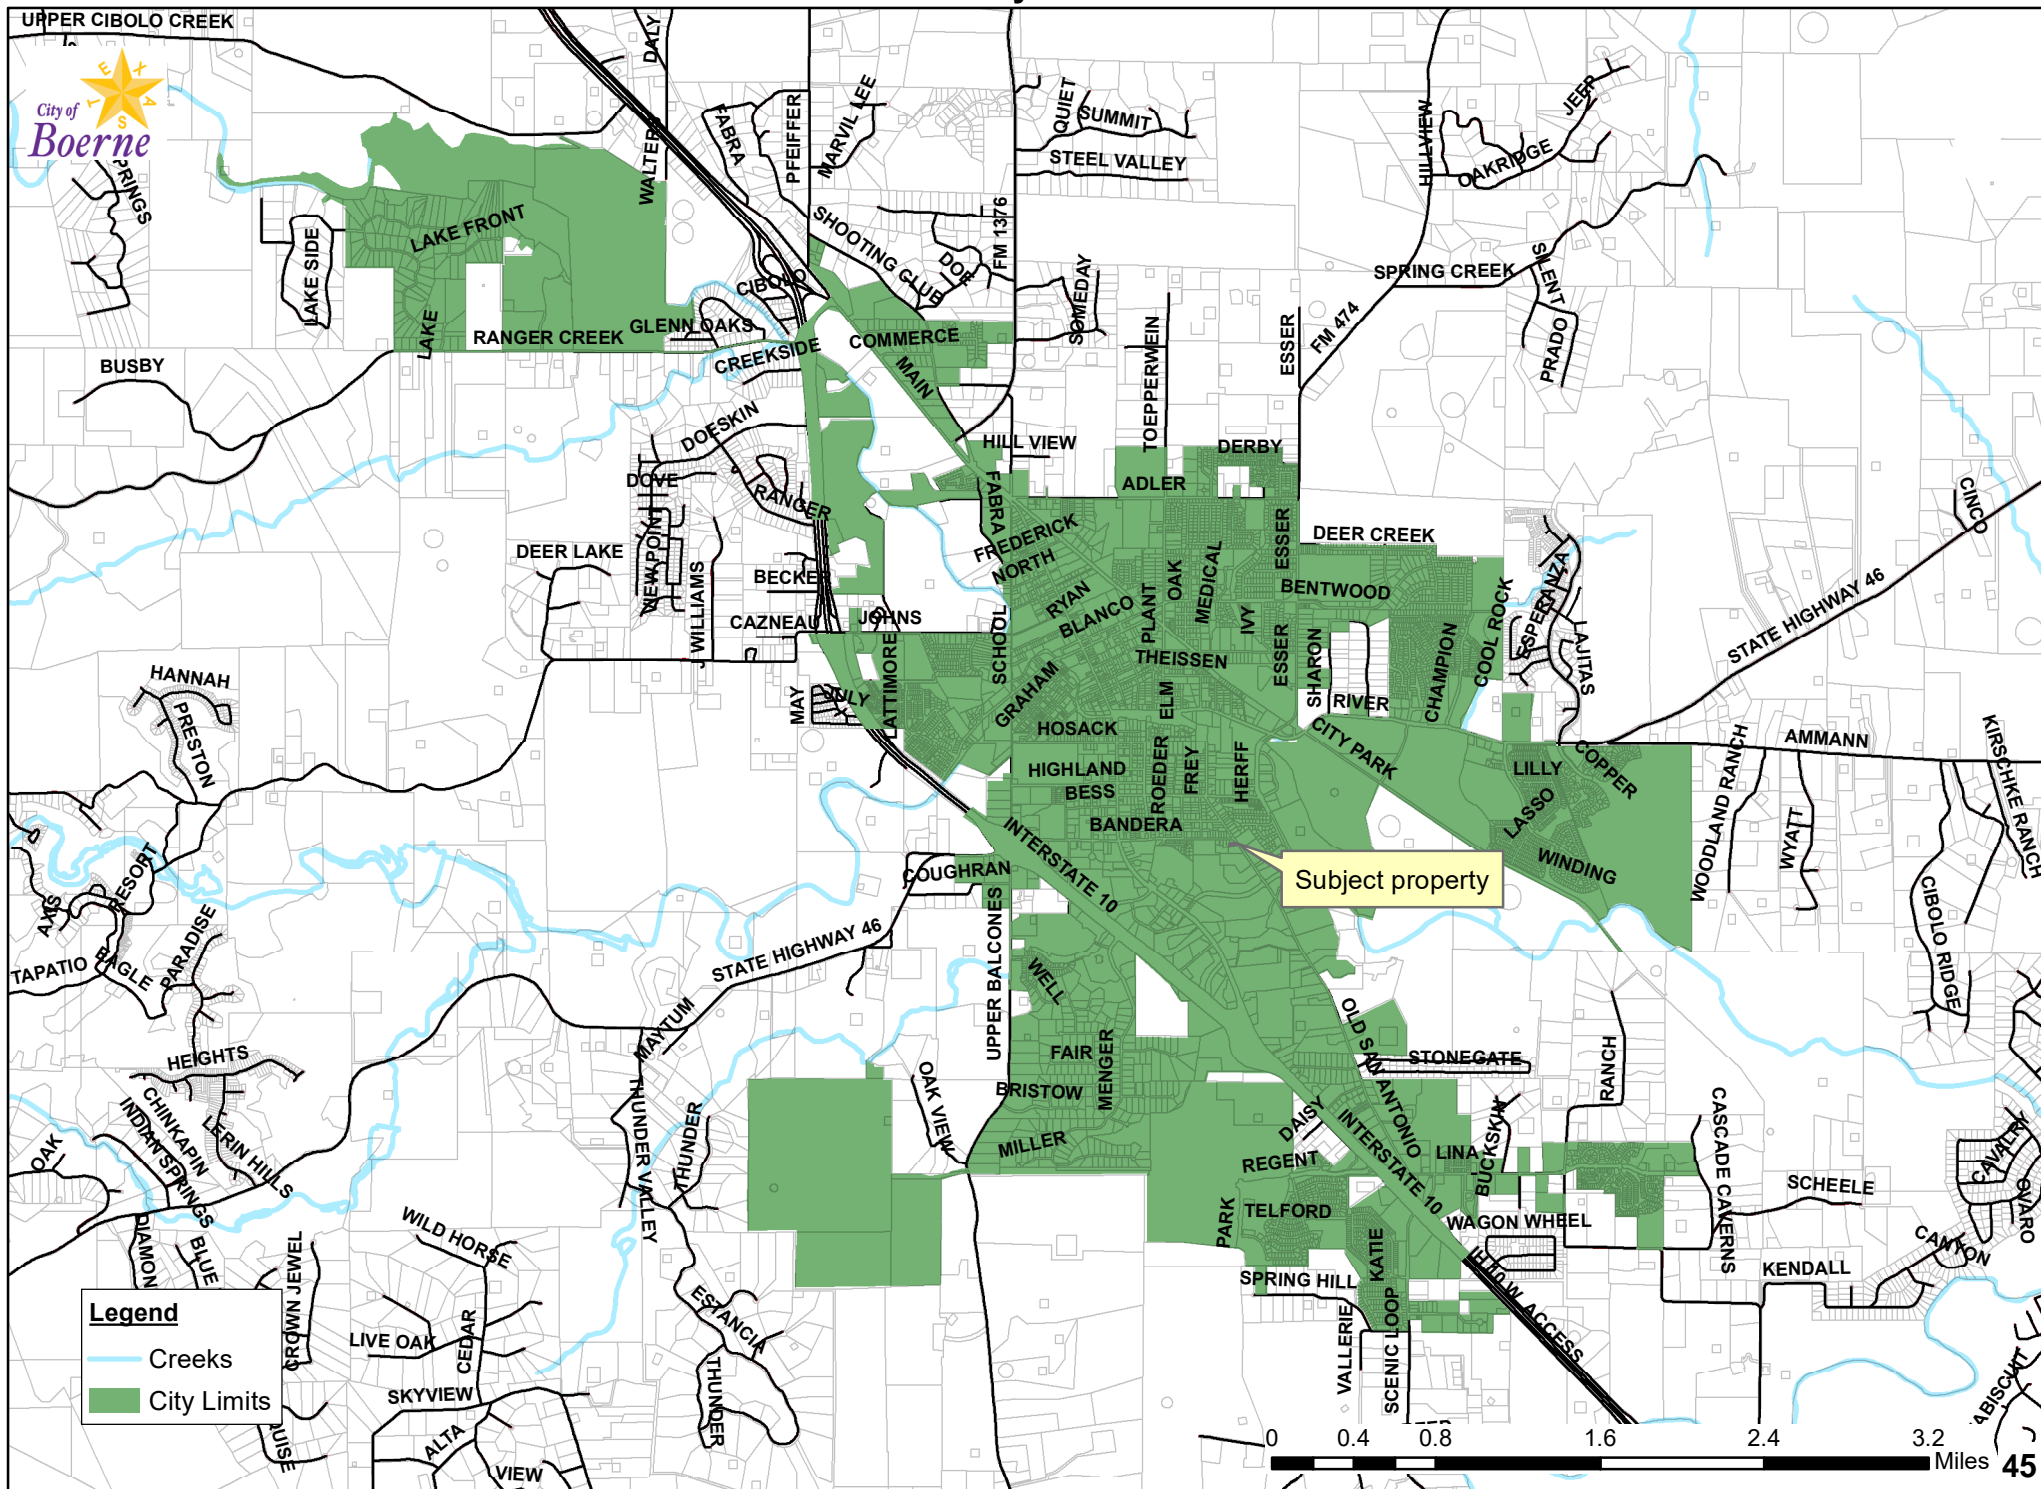 UPPER CIBOLO CREEK
DALY
TEXAS
City of
Boerne
WALTERS
FABRA
PFEIFFER
MARVIL LEE
QUIET
SUMMIT
STEEL VALLEY
HILLVIEW
OAKRIDGE
JEEP
LAKE FRONT
LAKE SIDE
SHOOTING CLUB
DOE
FM 1376
CIBOLO
SOMEDAY
SPRING CREEK
SILENT
PRADO
LAKE
RANGER CREEK
GLENN OAKS
CREEKSIDE
COMMERCE
MAIN
TOEPPERWEIN
ESSER
FM 474
BUSBY
DOESKIN
HILL VIEW
DERBY
DOVE
RANGER
FABRA
ADLER
CINCO
NEW POINT
FREDERICK
NORTH
DEER LAKE
BECKER
J WILLIAMS
CAZNEAU
JOHNS
RYAN
BLANCO
PLANT
OAK
MEDICAL
IVY
ESSER
DEER CREEK
BENTWOOD
COOL ROCK
ESPERANZA
LAJITAS
STATE HIGHWAY 46
SCHOOL
LATTIMORE
GRAHAM
THEISSEN
ESSER
SHARON
RIVER
CHAMPION
HANNAH
PRESTON
MAY
JULY
ELM
HOSACK
CITY PARK
AMMANN
HIGHLAND
BESS
ROEDER
FREY
HERFF
LILLY
COPPER
LASSO
WINDING
WOODLAND RANCH
WYATT
KIRSCHKE RANCH
BANDERA
INTERSTATE 10
Subject property
COUGHRAN
RESORT
AXIS
EAGLE
PARADISE
TAPATIO
STATE HIGHWAY 46
UPPER BALCONES
WELL
CIBOLO RIDGE
MAYTUM
HEIGHTS
CHINKAPIN
INDIAN SPRINGS
LERIN HILLS
OAK
THUNDER VALLEY
THUNDER
OAK VIEW
FAIR
BRISTOW
MENGER
MILLER
OLD SAN ANTONIO
STONEGATE
RANCH
DAISY
INTERSTATE 10
REGENT
LINA
BUCKSKIN
CASCADE CAVERNS
SCHEELE
CAVALRY
OVARO
CANYON
KENDALL
PARK
TELFORD
KATIE
WAGON WHEEL
SPRING HILL
VALLERIE
SCENIC LOOP
IH 10 W ACCESS
WILD HORSE
BLUE
CROWN JEWEL
LIVE OAK
CEDAR
SKYVIEW
ALTA
VIEW
ESTANCIA
THUNDER
Legend
Creeks
City Limits
0 0.4 0.8 1.6 2.4 3.2
Miles
45